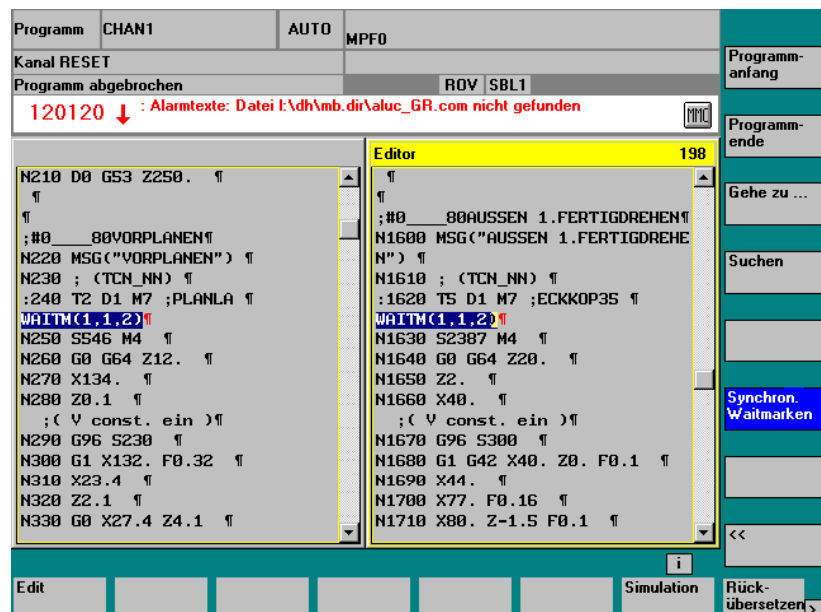 Programm CHAN1 AUTO MPF0
Kanal RESET
Programm abgebrochen ROV SBL1
120120 ↓ : Alarmtexte: Datei I:\dh\mb.dir\aluc_GR.com nicht gefunden MMC
N210 D0 G53 Z250. ¶
¶
¶
;#0____80VORPLANEN¶
N220 MSG("VORPLANEN") ¶
N230 ; (TCN_NN) ¶
:240 T2 D1 M7 ;PLANLA ¶
WAITM(1,1,2)¶
N250 S546 M4 ¶
N260 G0 G64 Z12. ¶
N270 X134. ¶
N280 Z0.1 ¶
;( V const. ein )¶
N290 G96 S230 ¶
N300 G1 X132. F0.32 ¶
N310 X23.4 ¶
N320 Z2.1 ¶
N330 G0 X27.4 Z4.1 ¶
Editor 198
¶
¶
;#0____80AUSSEN 1.FERTIGDREHEN¶
N1600 MSG("AUSSEN 1.FERTIGDREHE
N") ¶
N1610 ; (TCN_NN) ¶
:1620 T5 D1 M7 ;ECKKOP35 ¶
WAITM(1,1,2)¶
N1630 S2387 M4 ¶
N1640 G0 G64 Z20. ¶
N1650 Z2. ¶
N1660 X40. ¶
;( V const. ein )¶
N1670 G96 S300 ¶
N1680 G1 G42 X40. Z0. F0.1 ¶
N1690 X44. ¶
N1700 X77. F0.16 ¶
N1710 X80. Z-1.5 F0.1 ¶
Programm-
anfang
Programm-
ende
Gehe zu ...
Suchen
Synchron.
Waitmarken
<<
i
Edit Simulation Rück-
übersetzen >